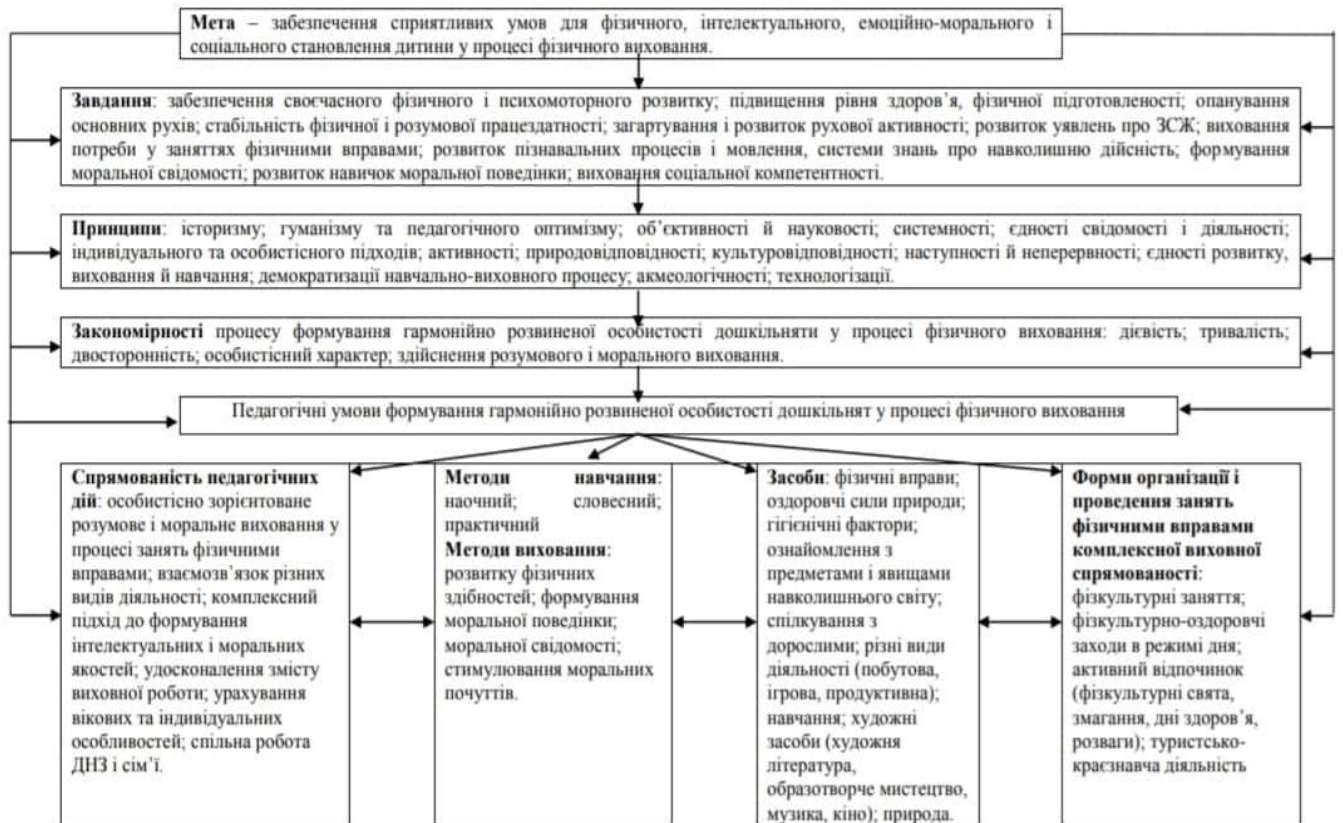 Мета – забезпечення сприятливих умов для фізичного, інтелектуального, емоційно-морального і
соціального становлення дитини у процесі фізичного виховання.
Завдання: забезпечення своєчасного фізичного і психомоторного розвитку; підвищення рівня здоров'я, фізичної підготовленості; опанування
основних рухів; стабільність фізичної і розумової працездатності; загартування і розвиток рухової активності; розвиток уявлень про ЗСЖ; виховання
потреби у заняттях фізичними вправами; розвиток пізнавальних процесів і мовлення, системи знань про навколишню дійсність; формування
моральної свідомості; розвиток навичок моральної поведінки; виховання соціальної компетентності.
Принципи: історизму; гуманізму та педагогічного оптимізму; об'єктивності й науковості; системності; єдності свідомості і діяльності;
індивідуального та особистісного підходів; активності; природовідповідності; культуровідповідності; наступності й неперервності; єдності розвитку,
виховання й навчання; демократизації навчально-виховного процесу; акмеологічності; технологізації.
Закономірності процесу формування гармонійно розвиненої особистості дошкільняти у процесі фізичного виховання: дієвість; тривалість;
двосторонність; особистісний характер; здійснення розумового і морального виховання.
Педагогічні умови формування гармонійно розвиненої особистості дошкільнят у процесі фізичного виховання
Спрямованість педагогічних
дій: особистісно зорієнтоване
розумове і моральне виховання у
процесі занять фізичними
вправами; взаємозв'язок різних
видів діяльності; комплексний
підхід до формування
інтелектуальних і моральних
якостей; удосконалення змісту
виховної роботи; урахування
вікових та індивідуальних
особливостей; спільна робота
ДНЗ і сім'ї.
Методи навчання:
наочний; словесний;
практичний
Методи виховання:
розвитку фізичних
здібностей; формування
моральної поведінки;
моральної свідомості;
стимулювання моральних
почуттів.
Засоби: фізичні вправи;
оздоровчі сили природи;
гігієнічні фактори;
ознайомлення з
предметами і явищами
навколишнього світу;
спілкування з
дорослими; різні види
діяльності (побутова,
ігрова, продуктивна);
навчання; художні
засоби (художня
література,
образотворче мистецтво,
музика, кіно); природа.
Форми організації і
проведення занять
фізичними вправами
комплексної виховної
спрямованості:
фізкультурні заняття;
фізкультурно-оздоровчі
заходи в режимі дня;
активний відпочинок
(фізкультурні свята,
змагання, дні здоров'я,
розваги); туристсько-
краєзнавча діяльність